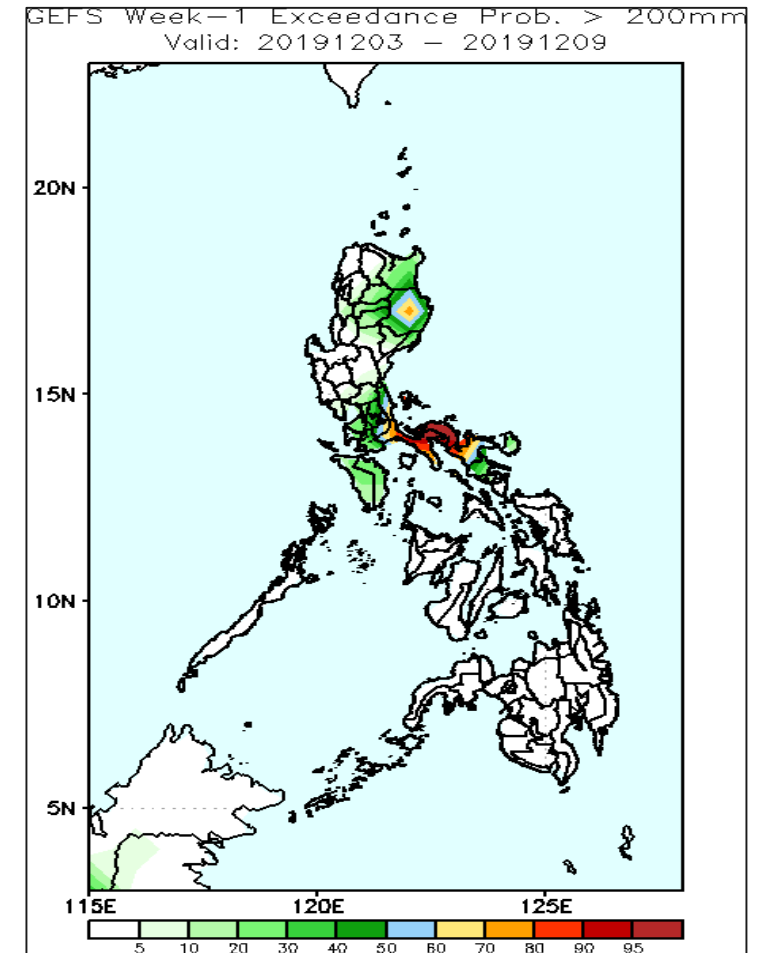 GEFS Week-1 Exceedance Prob. > 200mm
Valid: 20191203 - 20191209
20N
15N
10N
5N
115E 120E 125E
5 10 20 30 40 50 60 70 80 90 95